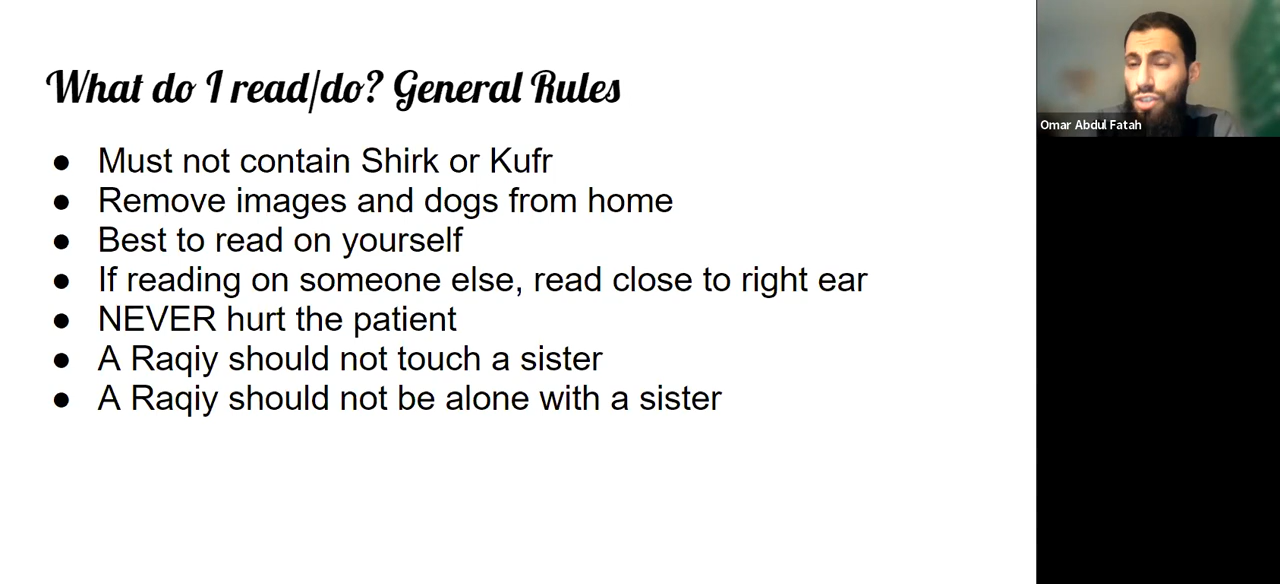 What do I read/do? General Rules
● Must not contain Shirk or Kufr
● Remove images and dogs from home
● Best to read on yourself
● If reading on someone else, read close to right ear
● NEVER hurt the patient
● A Raqiy should not touch a sister
● A Raqiy should not be alone with a sister
Omar Abdul Fatah